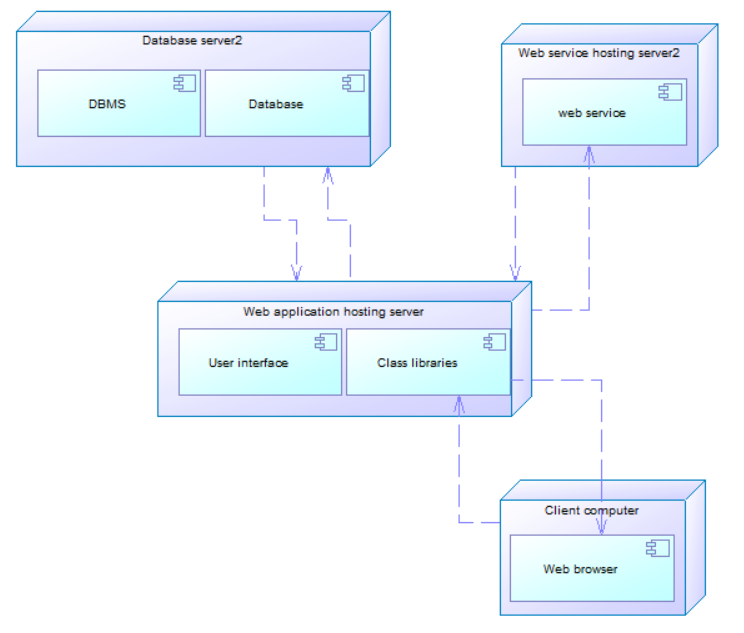 Database server2
DBMS
Database
Web service hosting server2
web service
Web application hosting server
User interface
Class libraries
Client computer
Web browser